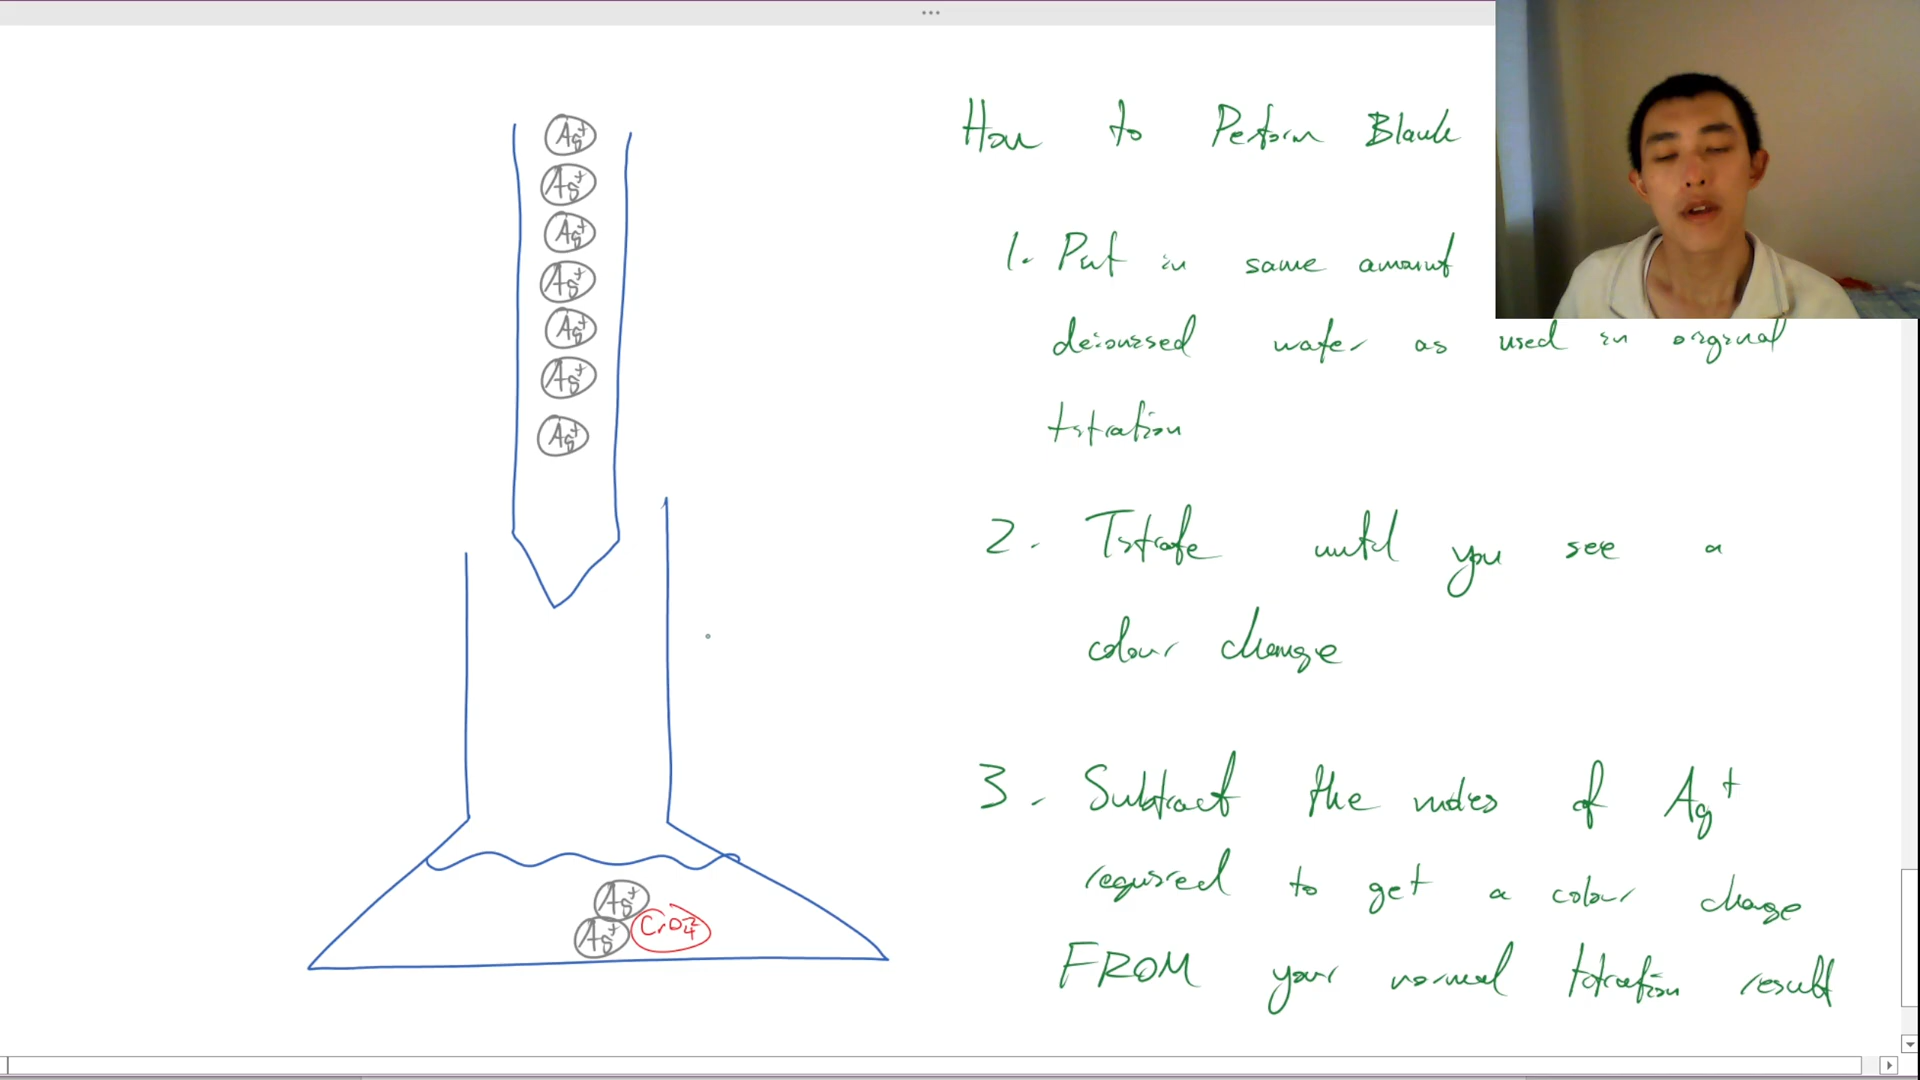 How to Perform Blank
1. Put in same amount
deionised water as used in original
titration
2. Titrate until you see a
colour change
3. Subtract the moles of Ag+
required to get a colour change
FROM your normal titration result
Ag+
Ag+
Ag+
Ag+
Ag+
Ag+
Ag+
Ag+
Ag+ CrO4 2-